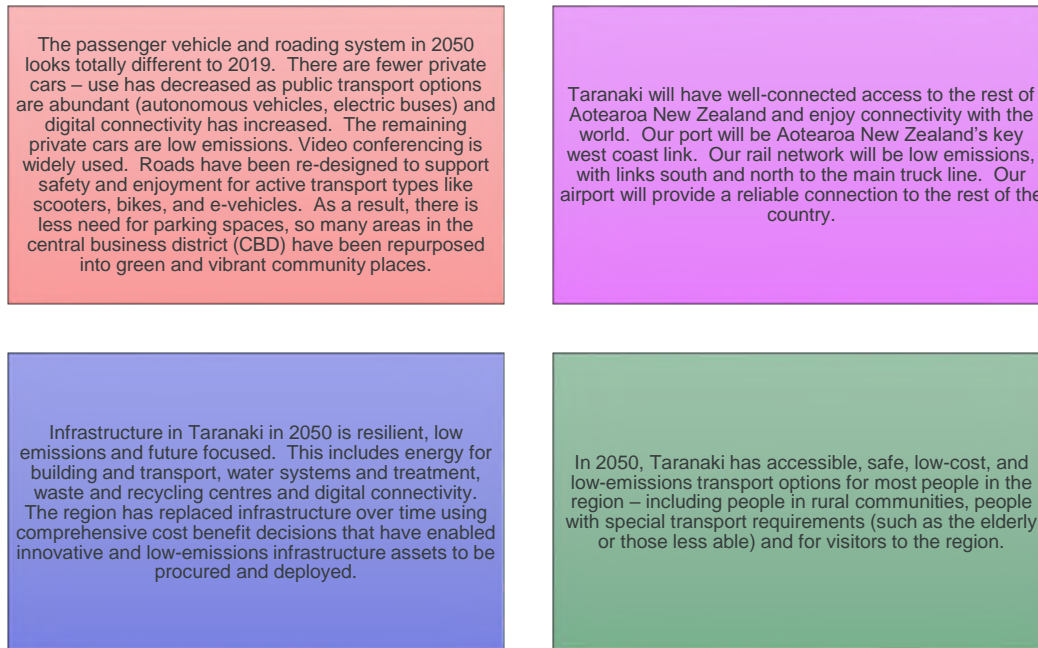 The passenger vehicle and roading system in 2050
looks totally different to 2019.  There are fewer private
cars – use has decreased as public transport options
are abundant (autonomous vehicles, electric buses) and
digital connectivity has increased.  The remaining
private cars are low emissions. Video conferencing is
widely used.  Roads have been re-designed to support
safety and enjoyment for active transport types like
scooters, bikes, and e-vehicles.  As a result, there is
less need for parking spaces, so many areas in the
central business district (CBD) have been repurposed
into green and vibrant community places.
Taranaki will have well-connected access to the rest of
Aotearoa New Zealand and enjoy connectivity with the
world.  Our port will be Aotearoa New Zealand's key
west coast link.  Our rail network will be low emissions,
with links south and north to the main truck line.  Our
airport will provide a reliable connection to the rest of the
country.
Infrastructure in Taranaki in 2050 is resilient, low
emissions and future focused.  This includes energy for
building and transport, water systems and treatment,
waste and recycling centres and digital connectivity.
The region has replaced infrastructure over time using
comprehensive cost benefit decisions that have enabled
innovative and low-emissions infrastructure assets to be
procured and deployed.
In 2050, Taranaki has accessible, safe, low-cost, and
low-emissions transport options for most people in the
region – including people in rural communities, people
with special transport requirements (such as the elderly
or those less able) and for visitors to the region.